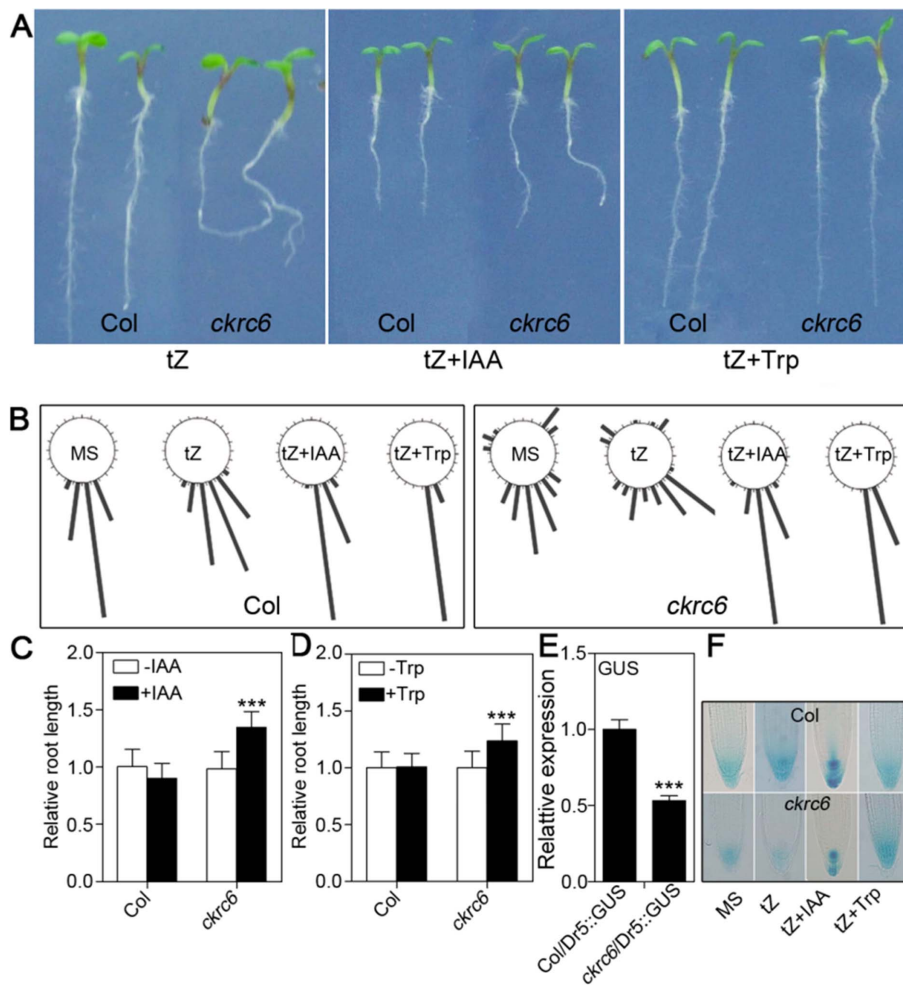 A
Col ckrc6 Col ckrc6 Col ckrc6
tZ tZ+IAA tZ+Trp
B
MS tZ tZ+IAA tZ+Trp MS tZ tZ+IAA tZ+Trp
Col ckrc6
C
Relative root length
2.0
1.5
1.0
0.5
0.0
-IAA
+IAA
***
Col ckrc6
D
Relative root length
2.0
1.5
1.0
0.5
0.0
-Trp
+Trp
***
Col ckrc6
E
Relattive expression
1.5
1.0
0.5
0.0
GUS
***
Col/Dr5::GUS
ckrc6/Dr5::GUS
F
Col
ckrc6
MS tZ tZ+IAA tZ+Trp